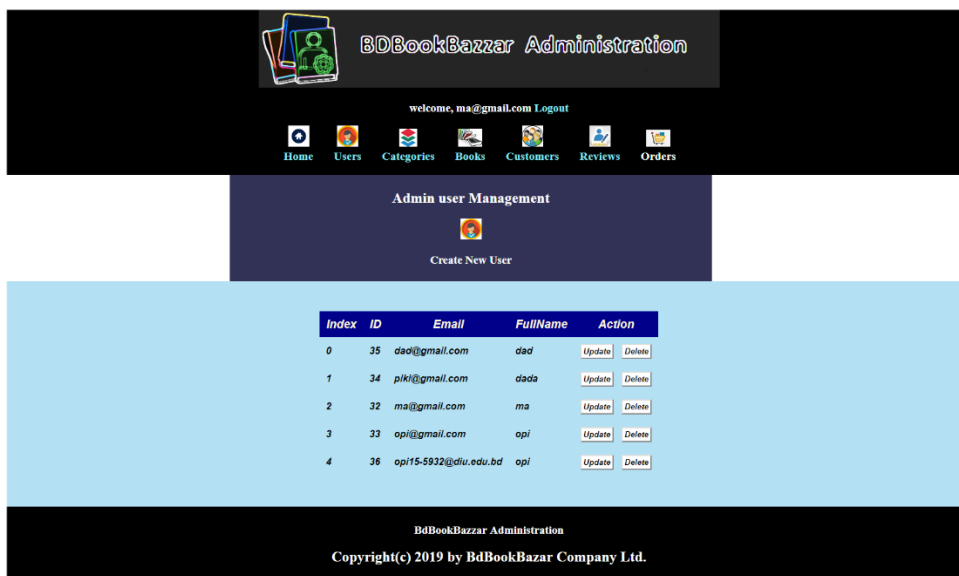 BDBookBazzar Administration
welcome, ma@gmail.com Logout
Home Users Categories Books Customers Reviews Orders
Admin user Management
Create New User
Index ID Email FullName Action
0 35 dad@gmail.com dad Update Delete
1 34 plkl@gmail.com dada Update Delete
2 32 ma@gmail.com ma Update Delete
3 33 opi@gmail.com opi Update Delete
4 36 opi15-5932@diu.edu.bd opi Update Delete
BdBookBazzar Administration
Copyright(c) 2019 by BdBookBazar Company Ltd.